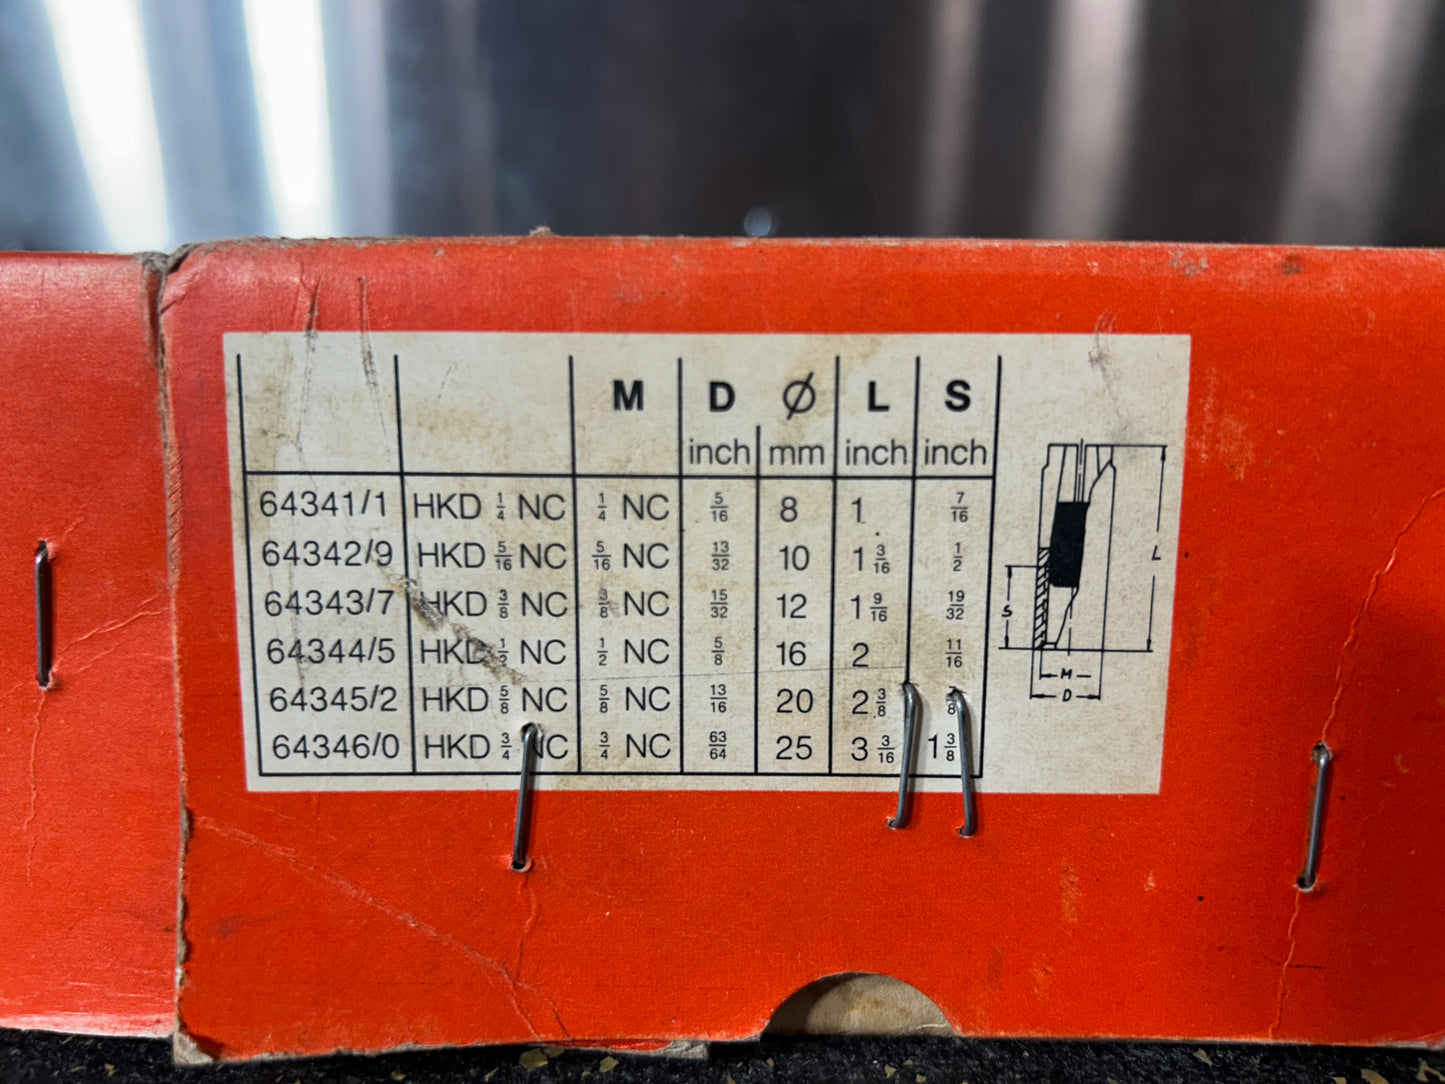 M D ⌀ L S
inch mm inch inch
64341/1 HKD 1/4 NC 1/4 NC 5/16 8 1 7/16
64342/9 HKD 5/16 NC 5/16 NC 13/32 10 1 3/16 1/2
64343/7 HKD 3/8 NC 3/8 NC 15/32 12 1 9/16 19/32
64344/5 HKD 1/2 NC 1/2 NC 5/8 16 2 11/16
64345/2 HKD 5/8 NC 5/8 NC 13/16 20 2 3/8 7/8
64346/0 HKD 3/4 NC 3/4 NC 63/64 25 3 3/16 1 3/8
L
S
M
D